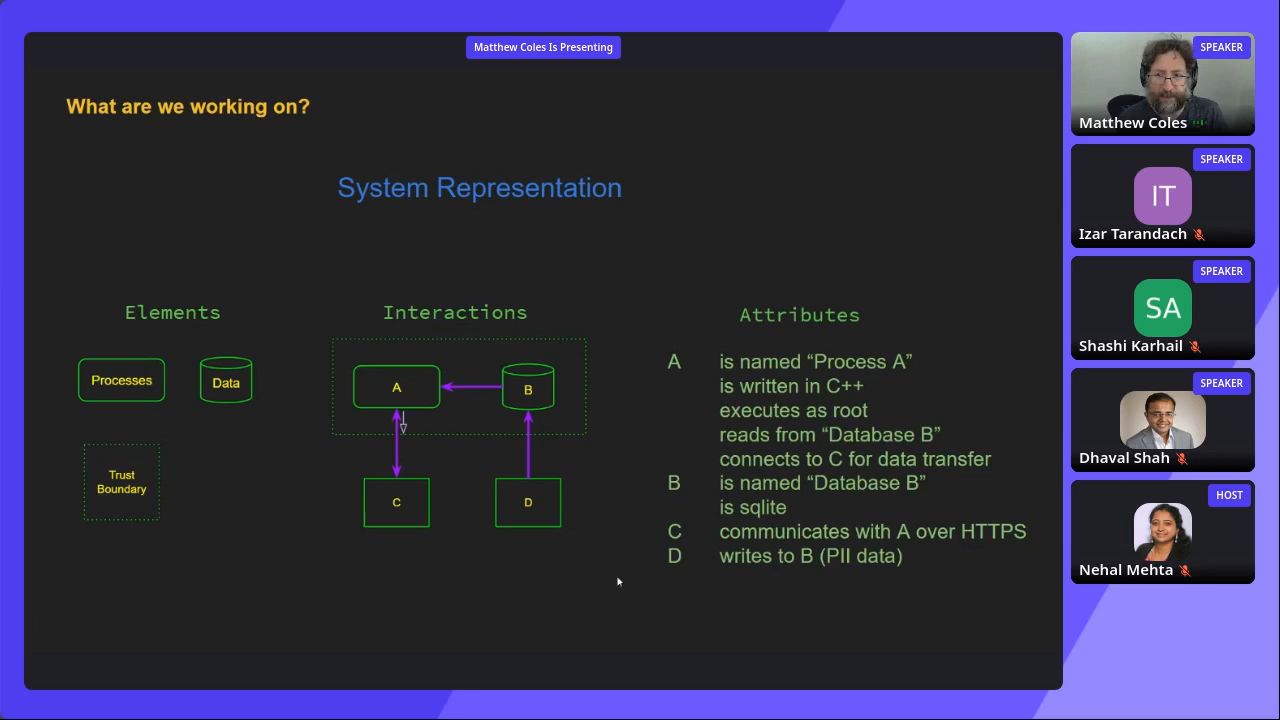 Matthew Coles Is Presenting
What are we working on?
System Representation
Elements
Processes
Data
Trust
Boundary
Interactions
A
B
C
D
Attributes
A is named “Process A”
is written in C++
executes as root
reads from “Database B”
connects to C for data transfer
B is named “Database B”
is sqlite
C communicates with A over HTTPS
D writes to B (PII data)
SPEAKER
Matthew Coles
SPEAKER
IT
Izar Tarandach
SPEAKER
SA
Shashi Karhail
SPEAKER
Dhaval Shah
HOST
Nehal Mehta